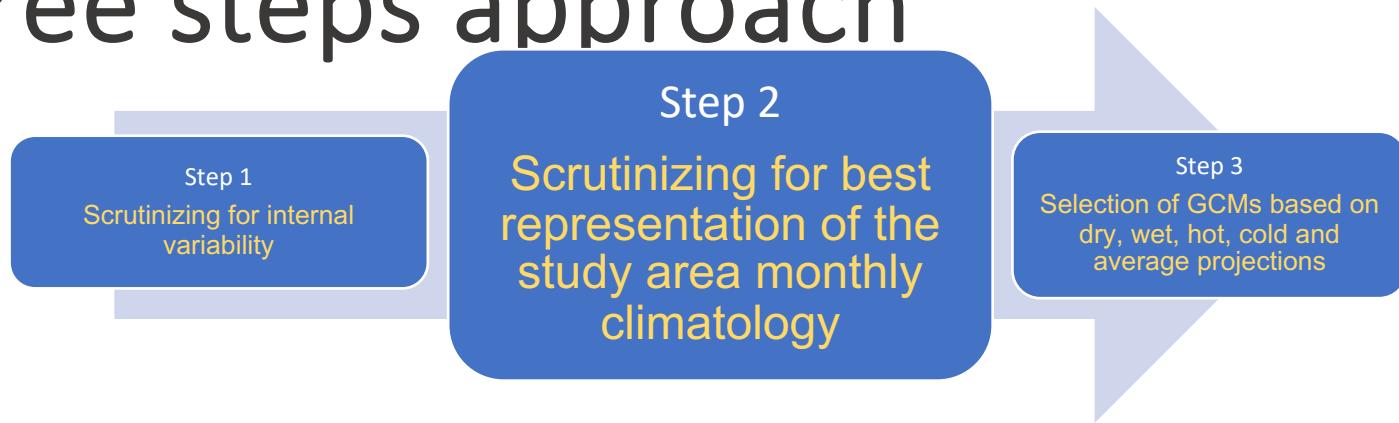 ree steps approach
Step 1
Scrutinizing for internal
variability
Step 2
Scrutinizing for best
representation of the
study area monthly
climatology
Step 3
Selection of GCMs based on
dry, wet, hot, cold and
average projections